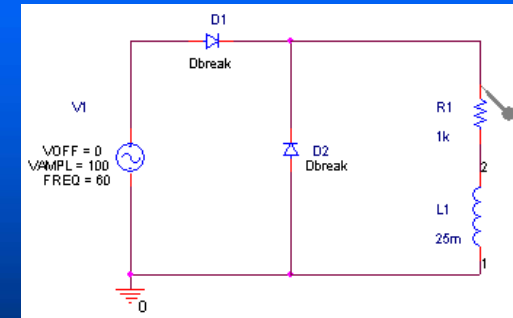 D1
Dbreak
V1
VOFF = 0
VAMPL = 100
FREQ = 60
D2
Dbreak
R1
1k
2
L1
25m
1
0